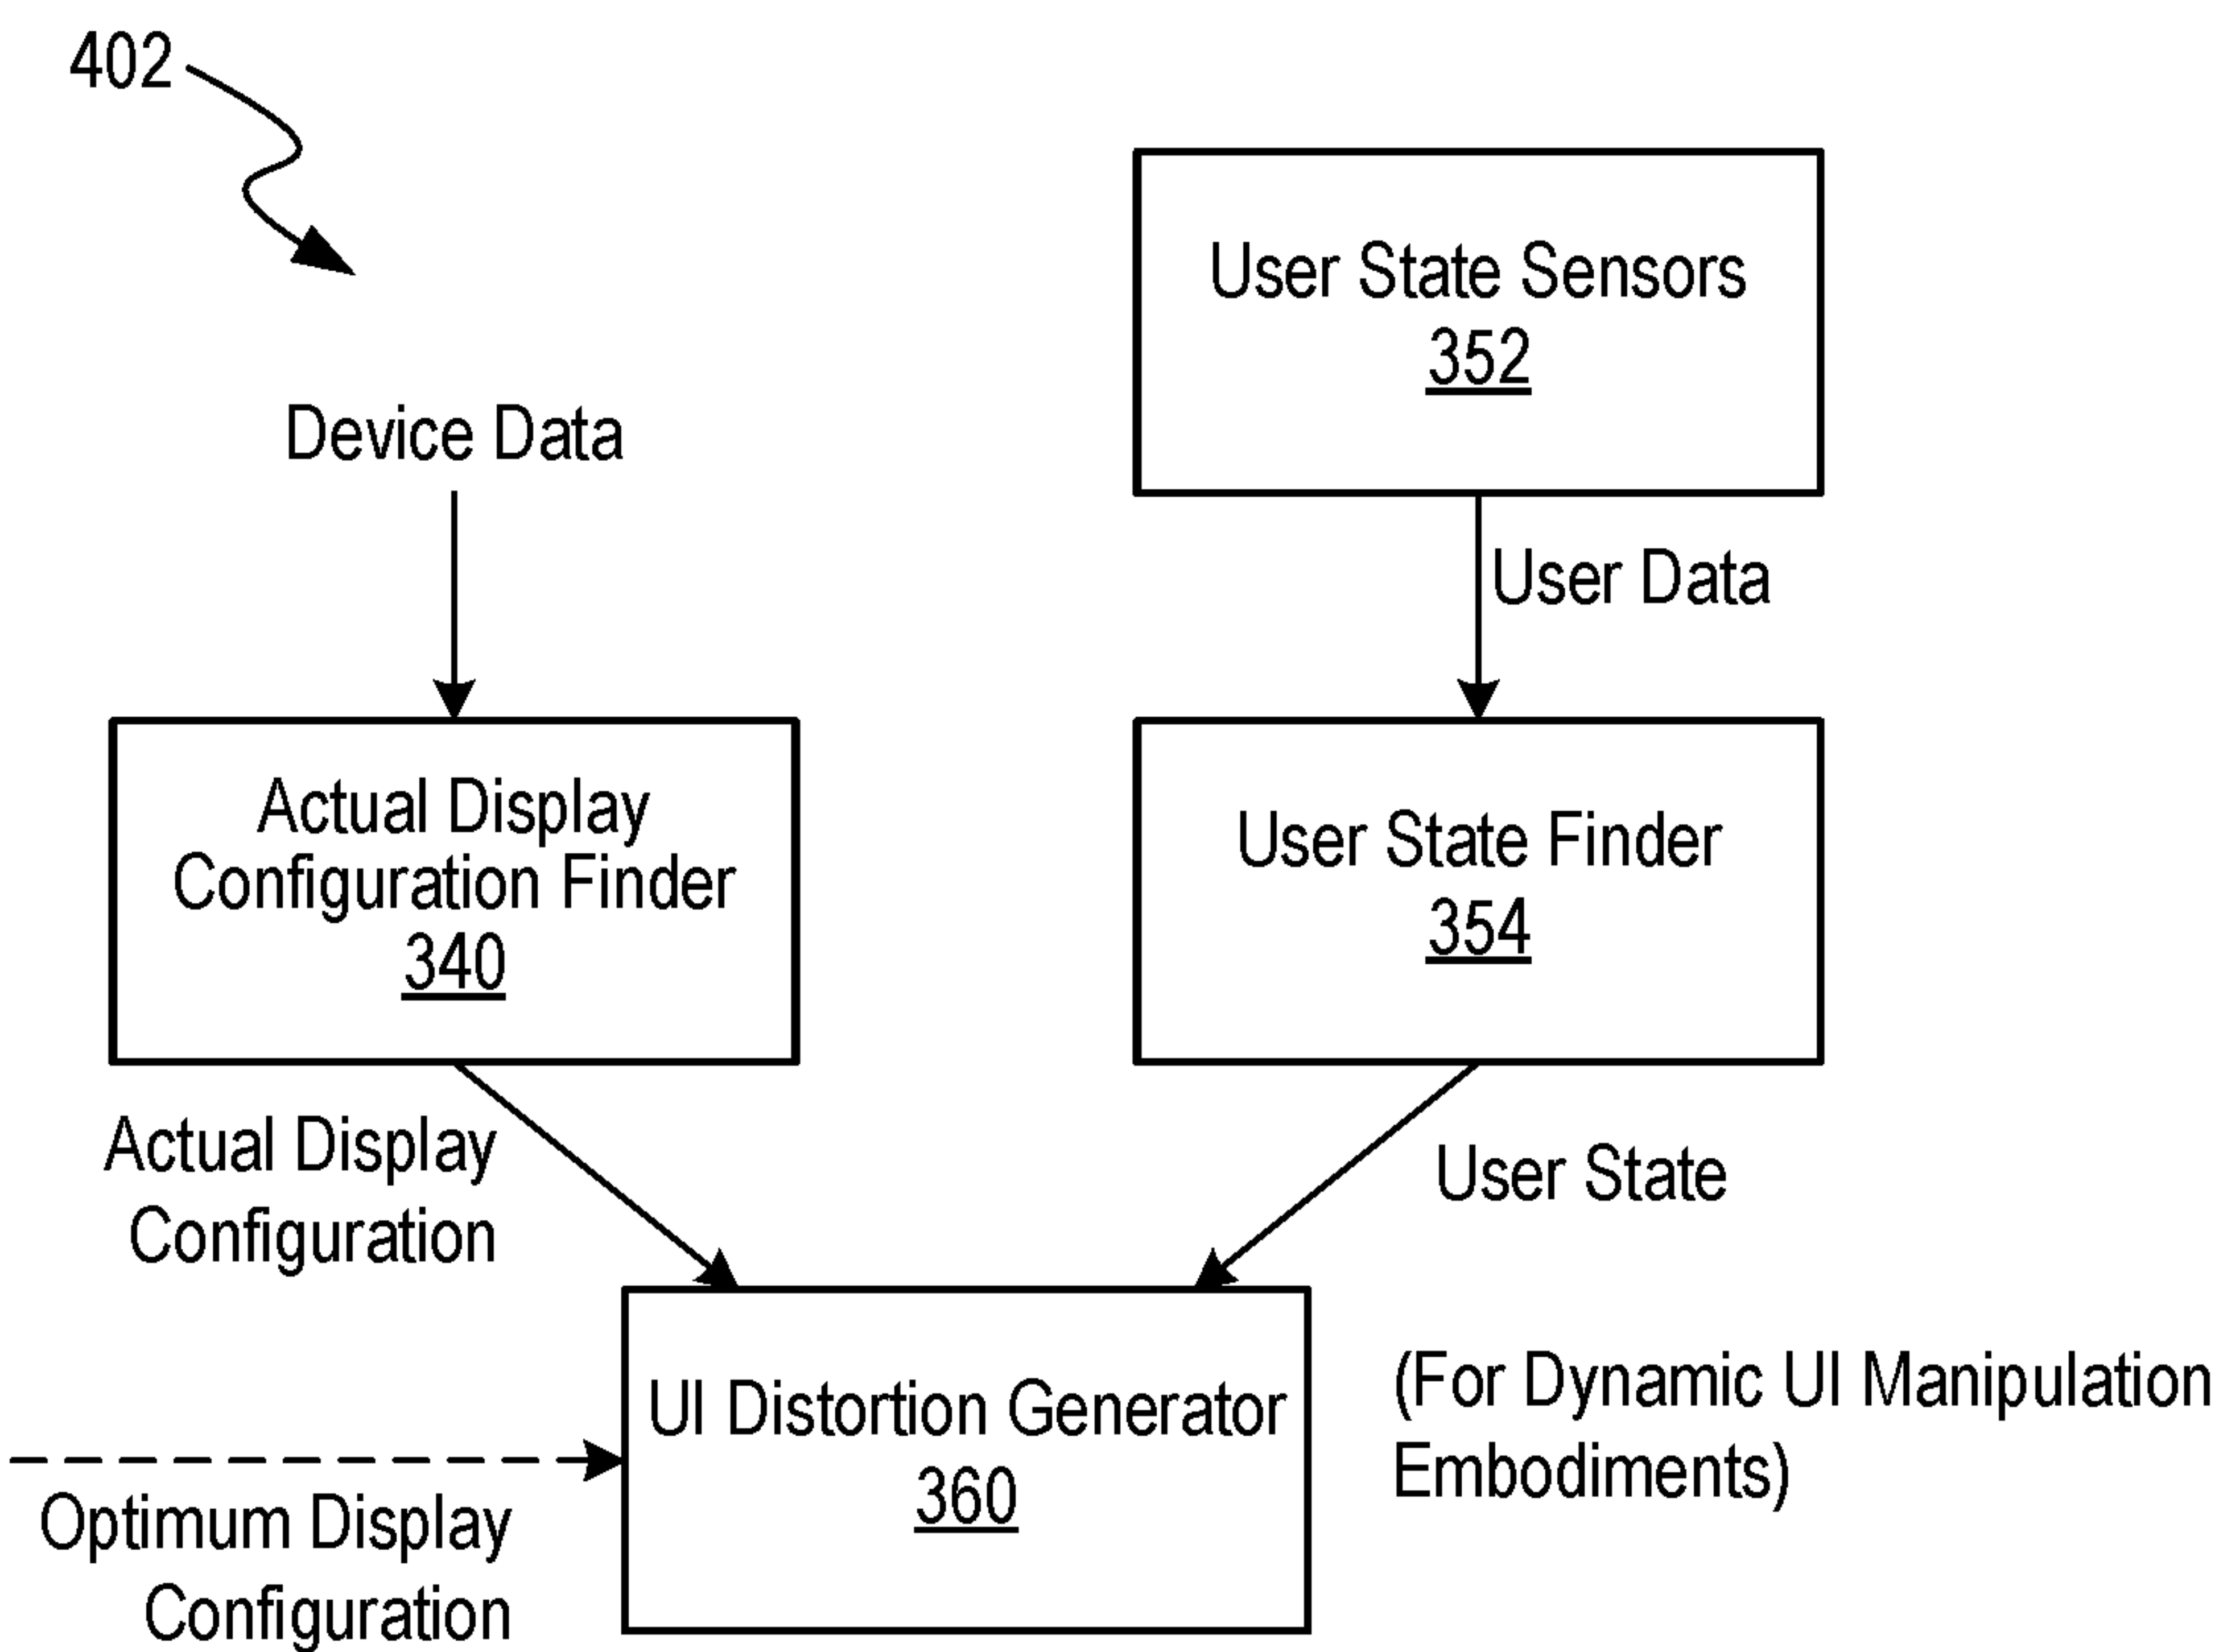 402
User State Sensors
352
Device Data
User Data
Actual Display
Configuration Finder
340
User State Finder
354
Actual Display
Configuration
User State
UI Distortion Generator
360
(For Dynamic UI Manipulation
Embodiments)
Optimum Display
Configuration